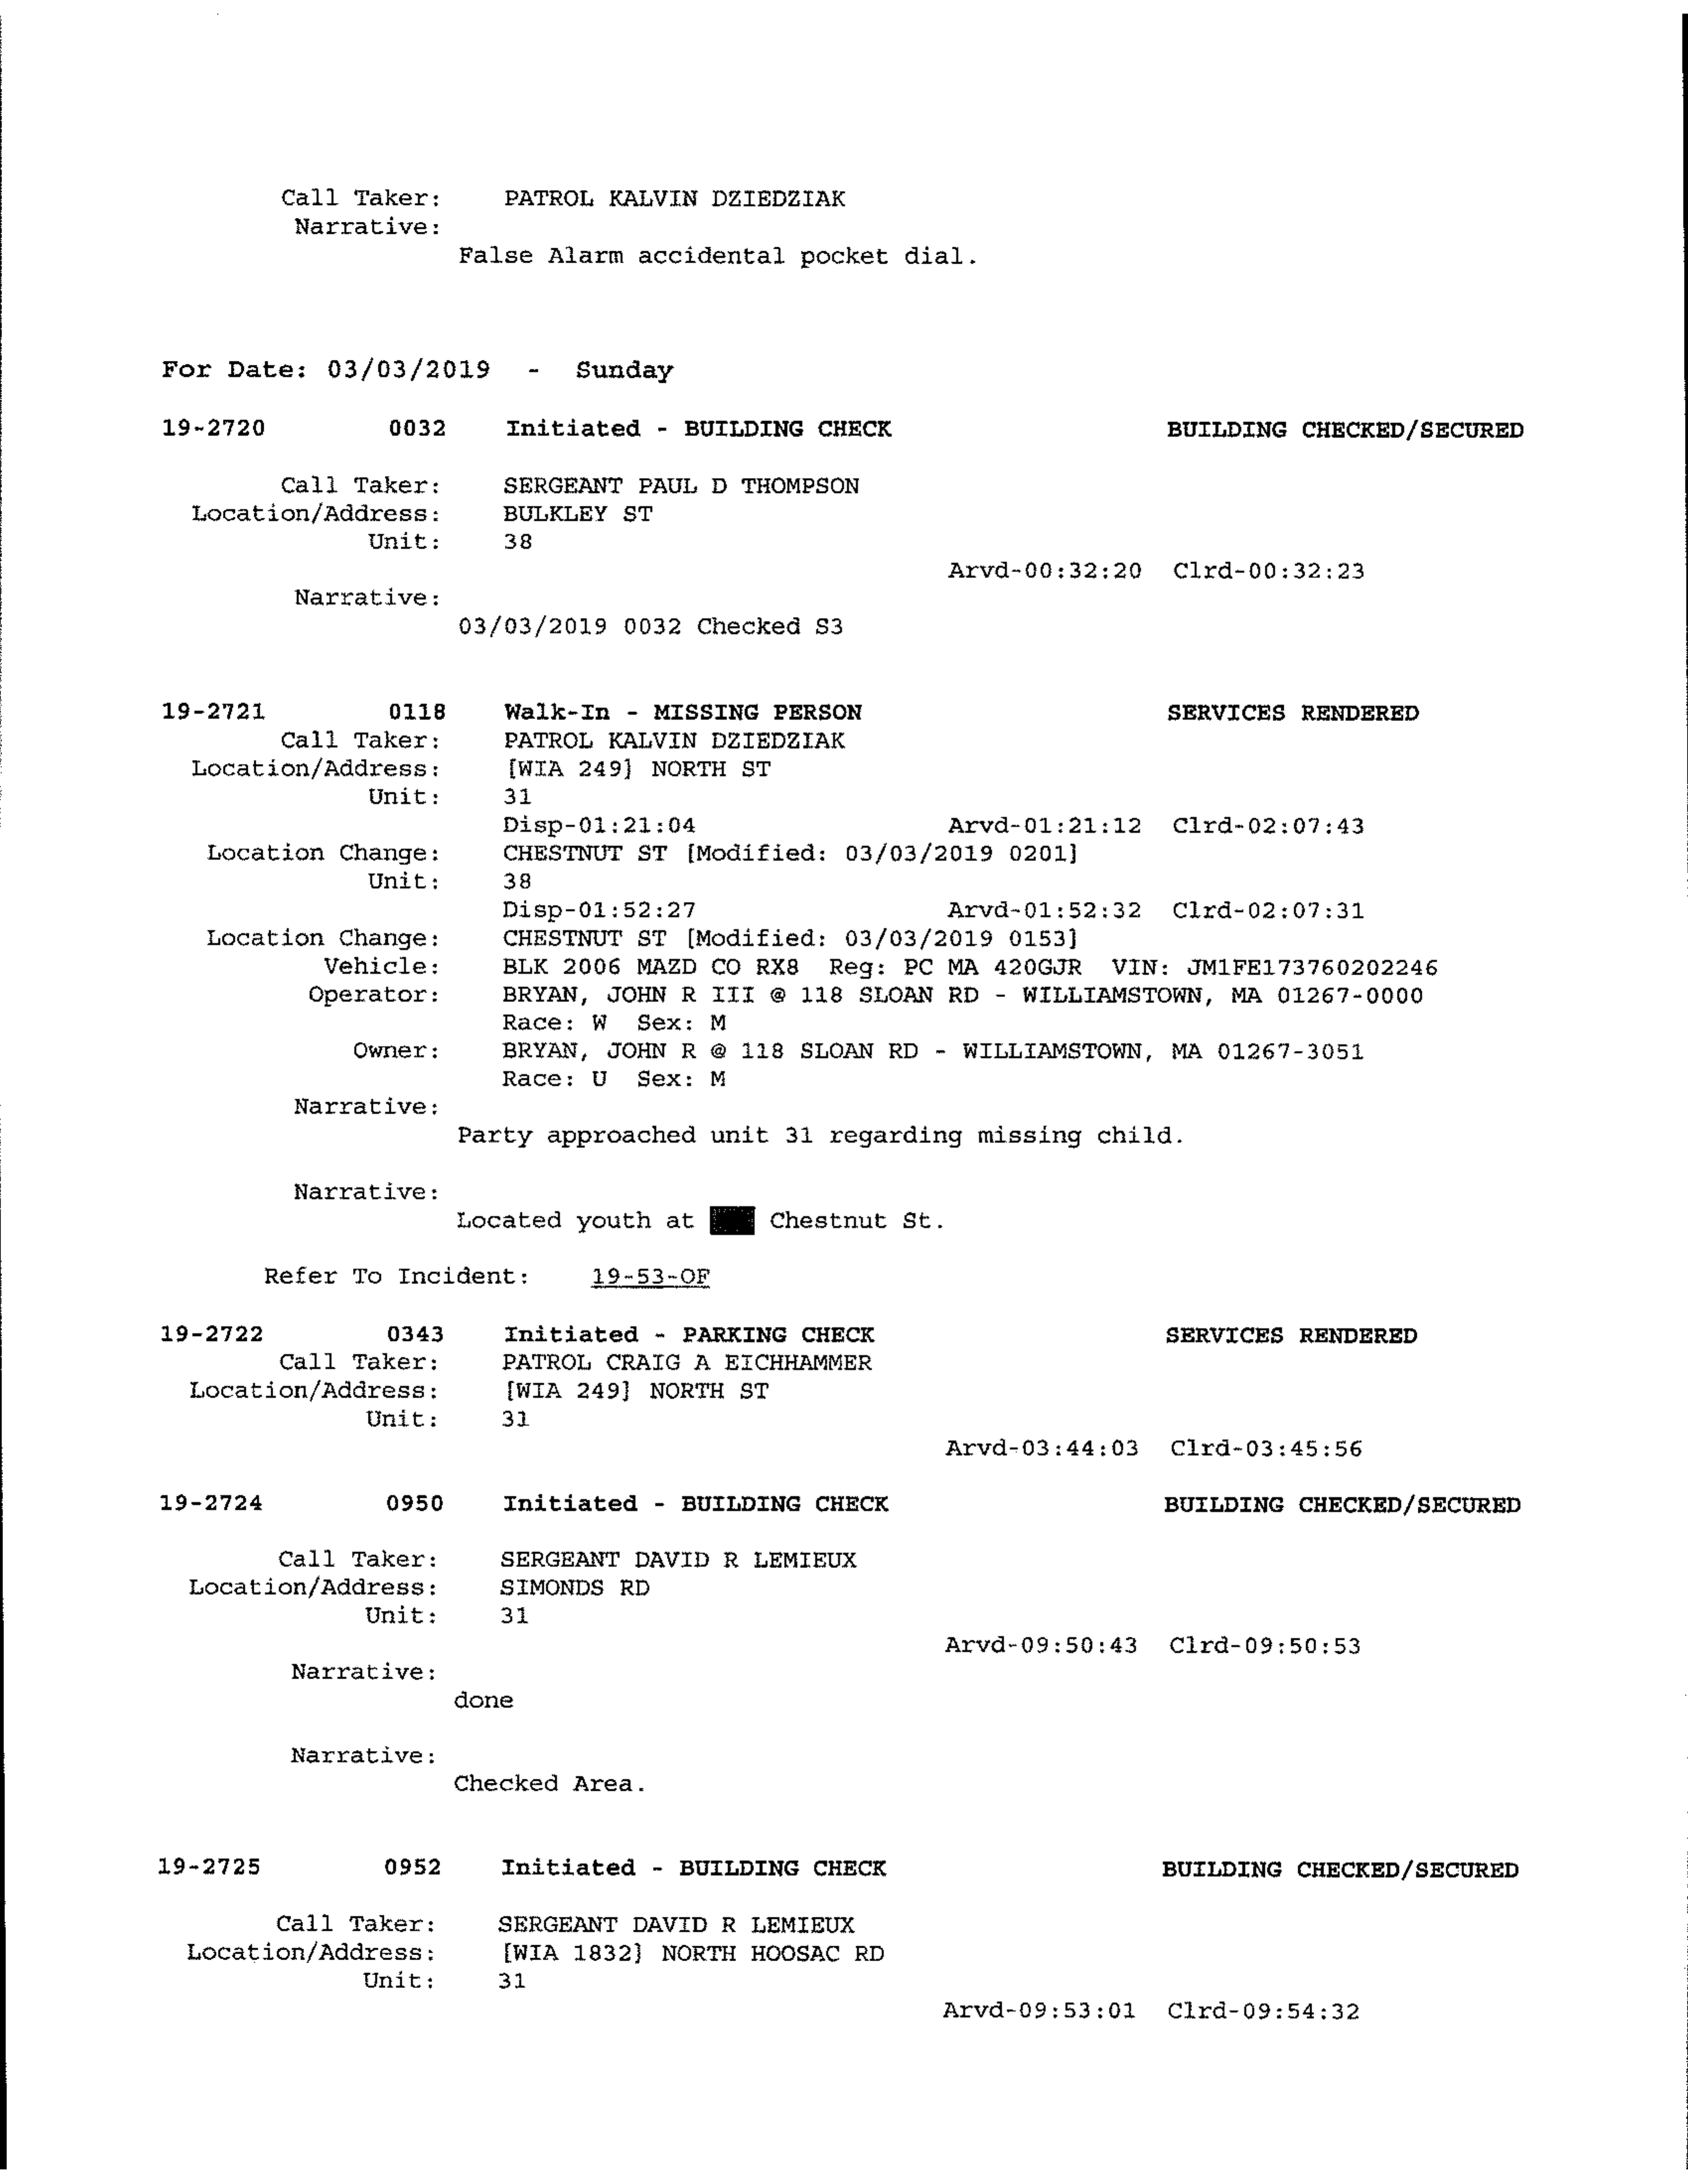 Call Taker: PATROL KALVIN DZIEDZIAK
Narrative:
False Alarm accidental pocket dial.
For Date: 03/03/2019 - Sunday
19-2720 0032 Initiated - BUILDING CHECK BUILDING CHECKED/SECURED
Call Taker: SERGEANT PAUL D THOMPSON
Location/Address: BULKLEY ST
Unit: 38
Arvd-00:32:20 Clrd-00:32:23
Narrative:
03/03/2019 0032 Checked S3
19-2721 0118 Walk-In - MISSING PERSON SERVICES RENDERED
Call Taker: PATROL KALVIN DZIEDZIAK
Location/Address: [WIA 249] NORTH ST
Unit: 31
Disp-01:21:04 Arvd-01:21:12 Clrd-02:07:43
Location Change: CHESTNUT ST [Modified: 03/03/2019 0201]
Unit: 38
Disp-01:52:27 Arvd-01:52:32 Clrd-02:07:31
Location Change: CHESTNUT ST [Modified: 03/03/2019 0153]
Vehicle: BLK 2006 MAZD CO RX8 Reg: PC MA 420GJR VIN: JM1FE173760202246
Operator: BRYAN, JOHN R III @ 118 SLOAN RD - WILLIAMSTOWN, MA 01267-0000
Race: W Sex: M
Owner: BRYAN, JOHN R @ 118 SLOAN RD - WILLIAMSTOWN, MA 01267-3051
Race: U Sex: M
Narrative:
Party approached unit 31 regarding missing child.
Narrative:
Located youth at Chestnut St.
Refer To Incident: 19-53-OF
19-2722 0343 Initiated - PARKING CHECK SERVICES RENDERED
Call Taker: PATROL CRAIG A EICHHAMMER
Location/Address: [WIA 249] NORTH ST
Unit: 31
Arvd-03:44:03 Clrd-03:45:56
19-2724 0950 Initiated - BUILDING CHECK BUILDING CHECKED/SECURED
Call Taker: SERGEANT DAVID R LEMIEUX
Location/Address: SIMONDS RD
Unit: 31
Arvd-09:50:43 Clrd-09:50:53
Narrative:
done
Narrative:
Checked Area.
19-2725 0952 Initiated - BUILDING CHECK BUILDING CHECKED/SECURED
Call Taker: SERGEANT DAVID R LEMIEUX
Location/Address: [WIA 1832] NORTH HOOSAC RD
Unit: 31
Arvd-09:53:01 Clrd-09:54:32